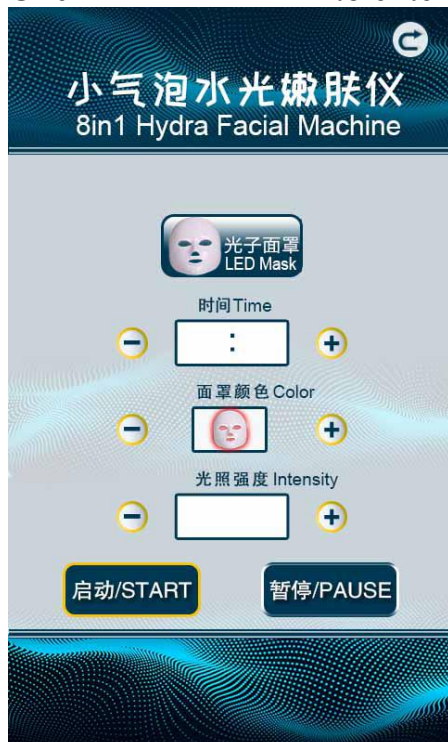 小气泡水光嫩肤仪
8in1 Hydra Facial Machine
光子面罩
LED Mask
时间Time
:
面罩颜色Color
光照强度 Intensity
启动/START
暂停/PAUSE